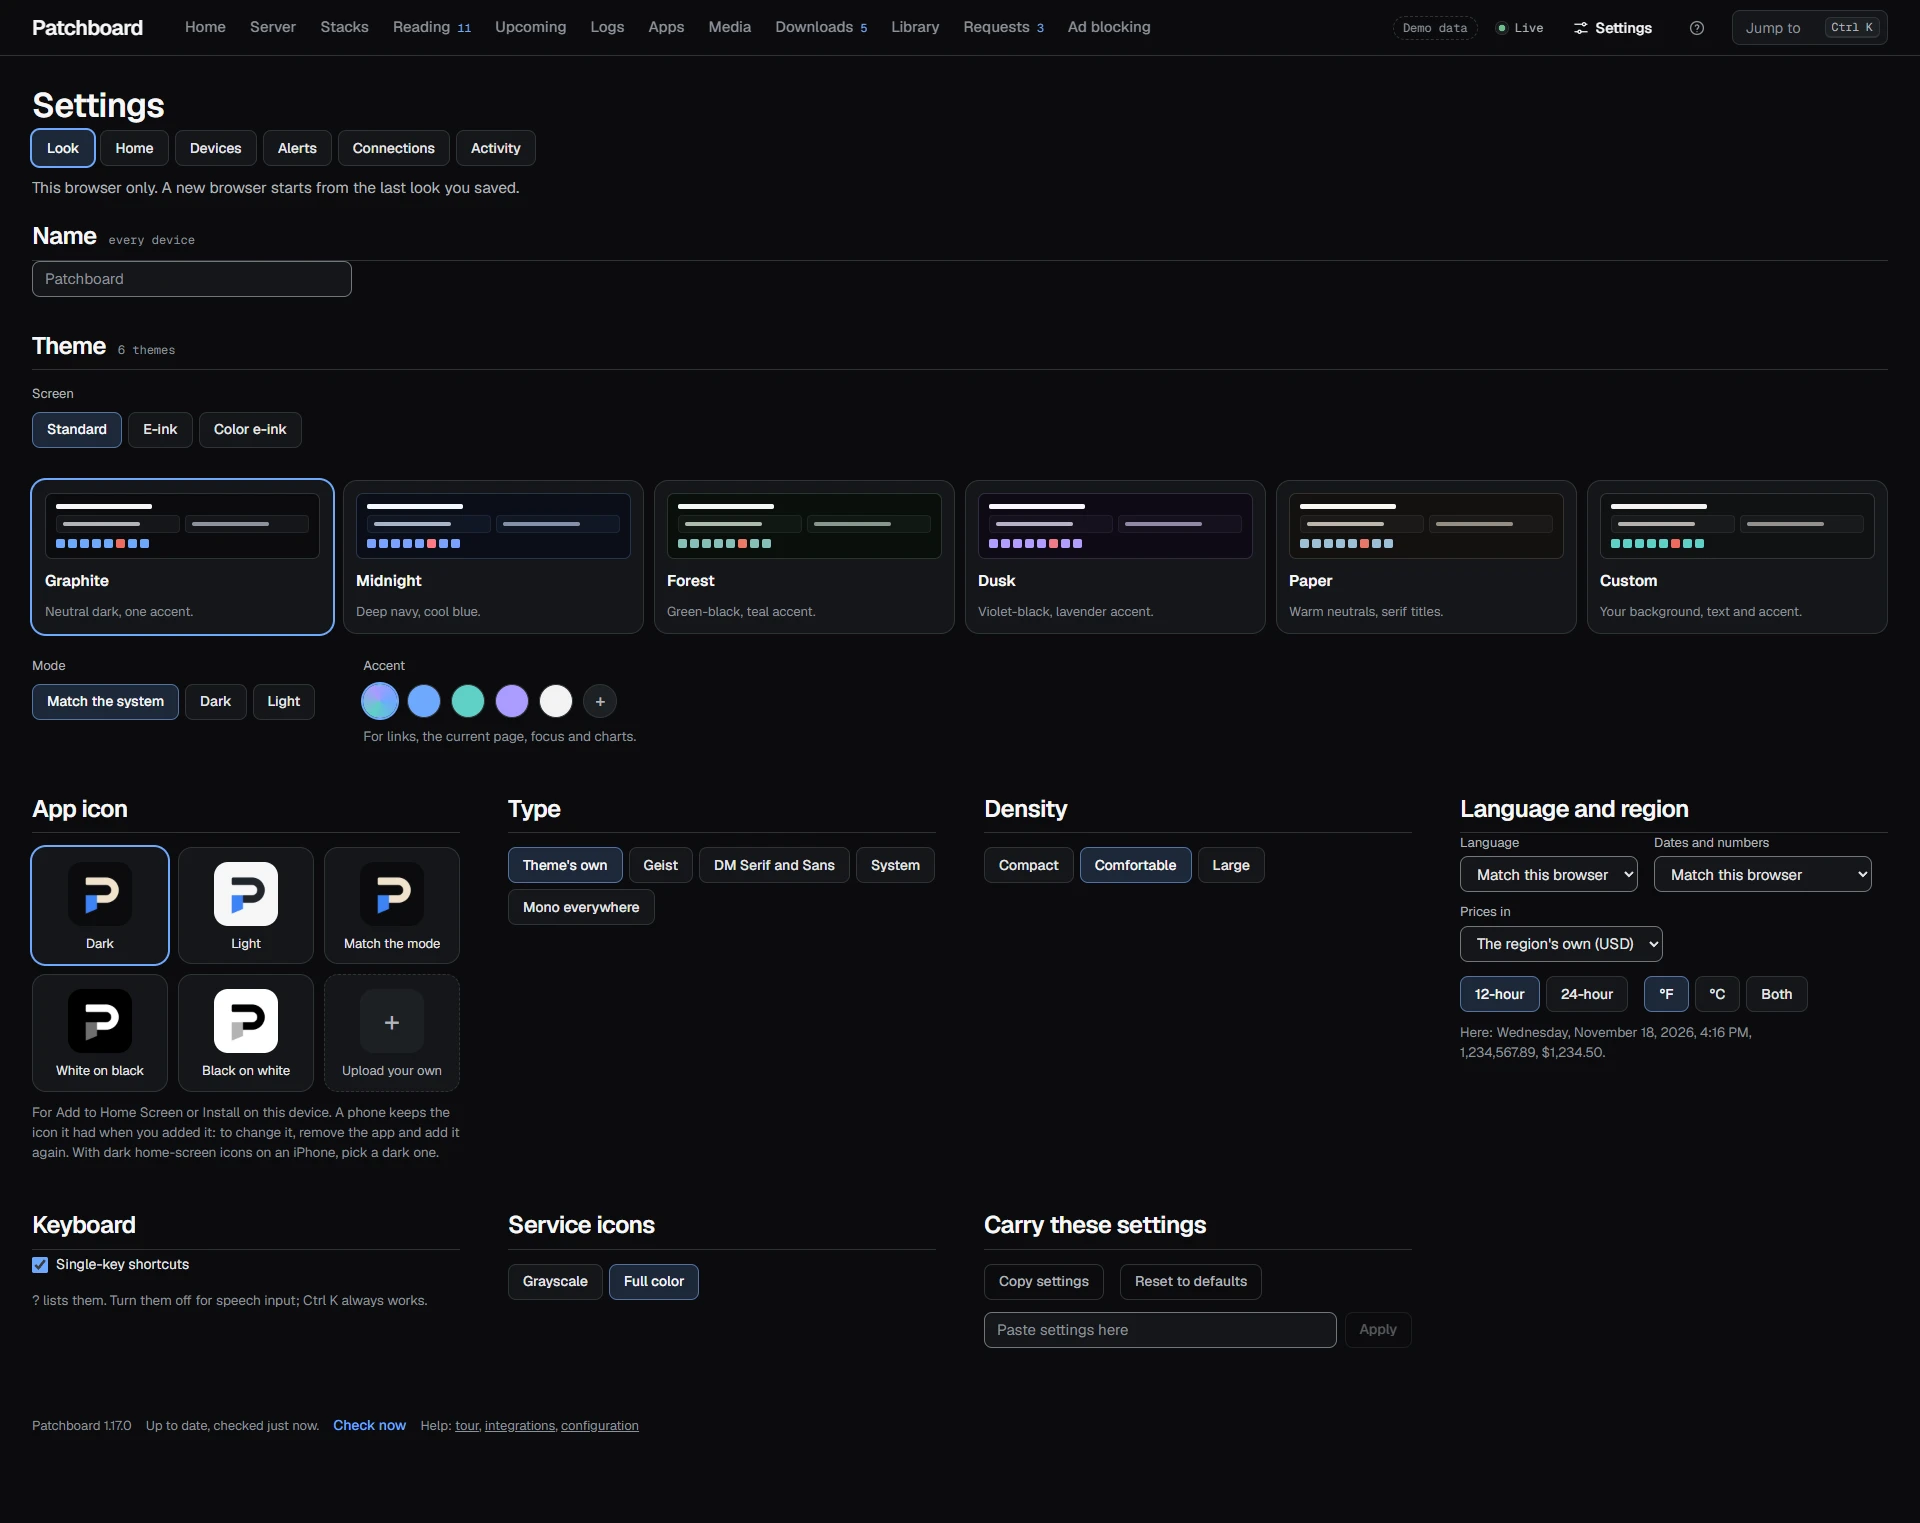 Patchboard Home Server Stacks Reading 11 Upcoming Logs Apps Media Downloads 5 Library Requests 3 Ad blocking Demo data Live Settings ? Jump to Ctrl K
Settings
Look Home Devices Alerts Connections Activity
This browser only. A new browser starts from the last look you saved.
Name every device
Patchboard
Theme 6 themes
Screen
Standard E-ink Color e-ink
Graphite Midnight Forest Dusk Paper Custom
Neutral dark, one accent. Deep navy, cool blue. Green-black, teal accent. Violet-black, lavender accent. Warm neutrals, serif titles. Your background, text and accent.
Mode Accent
Match the system Dark Light +
For links, the current page, focus and charts.
App icon
Dark Light Match the mode
White on black Black on white + Upload your own
For Add to Home Screen or Install on this device. A phone keeps the
icon it had when you added it: to change it, remove the app and add it
again. With dark home-screen icons on an iPhone, pick a dark one.
Type
Theme's own Geist DM Serif and Sans System
Mono everywhere
Density
Compact Comfortable Large
Language and region
Language Dates and numbers
Match this browser Match this browser
Prices in
The region's own (USD)
12-hour 24-hour °F °C Both
Here: Wednesday, November 18, 2026, 4:16 PM,
1,234,567.89, $1,234.50.
Keyboard
Single-key shortcuts
? lists them. Turn them off for speech input; Ctrl K always works.
Service icons
Grayscale Full color
Carry these settings
Copy settings Reset to defaults
Paste settings here Apply
Patchboard 1.17.0 Up to date, checked just now. Check now Help: tour, integrations, configuration